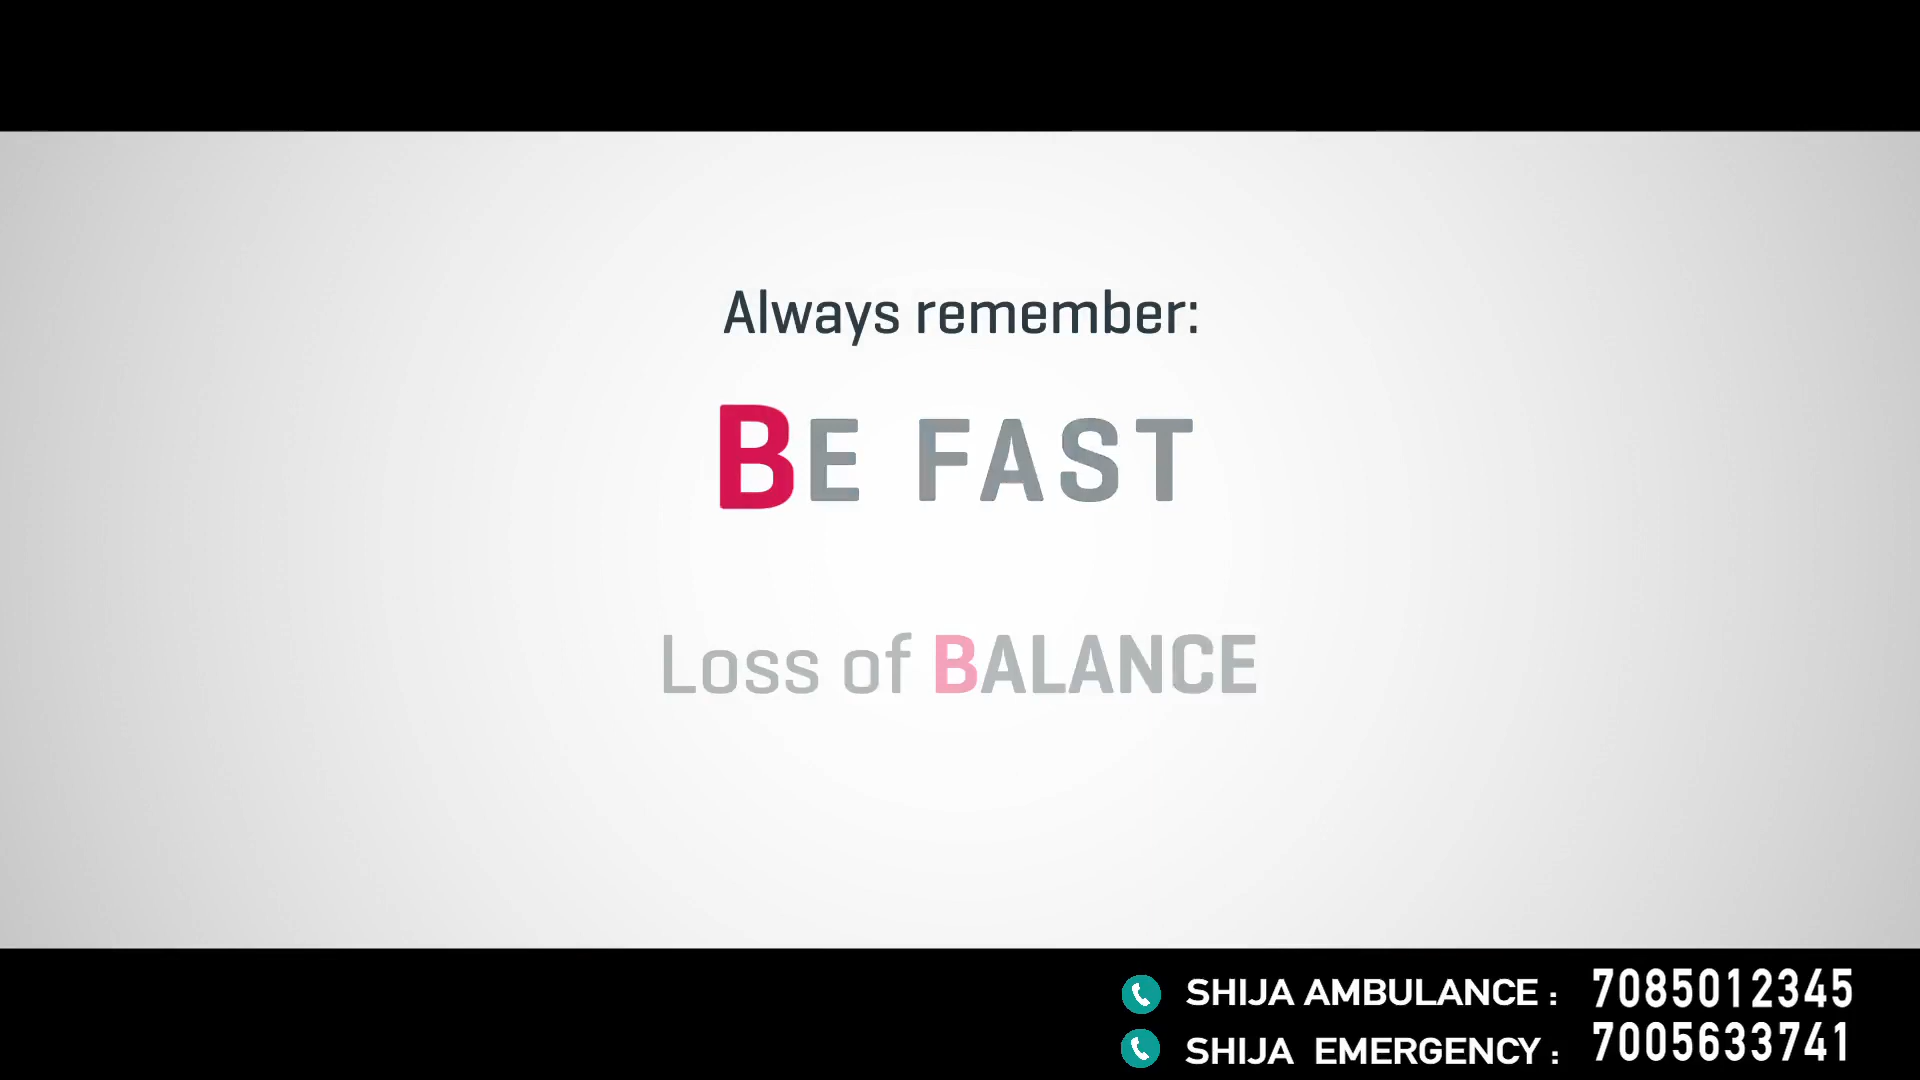 Always remember:
BE FAST
Loss of BALANCE
SHIJA AMBULANCE : 7085012345
SHIJA EMERGENCY : 7005633741